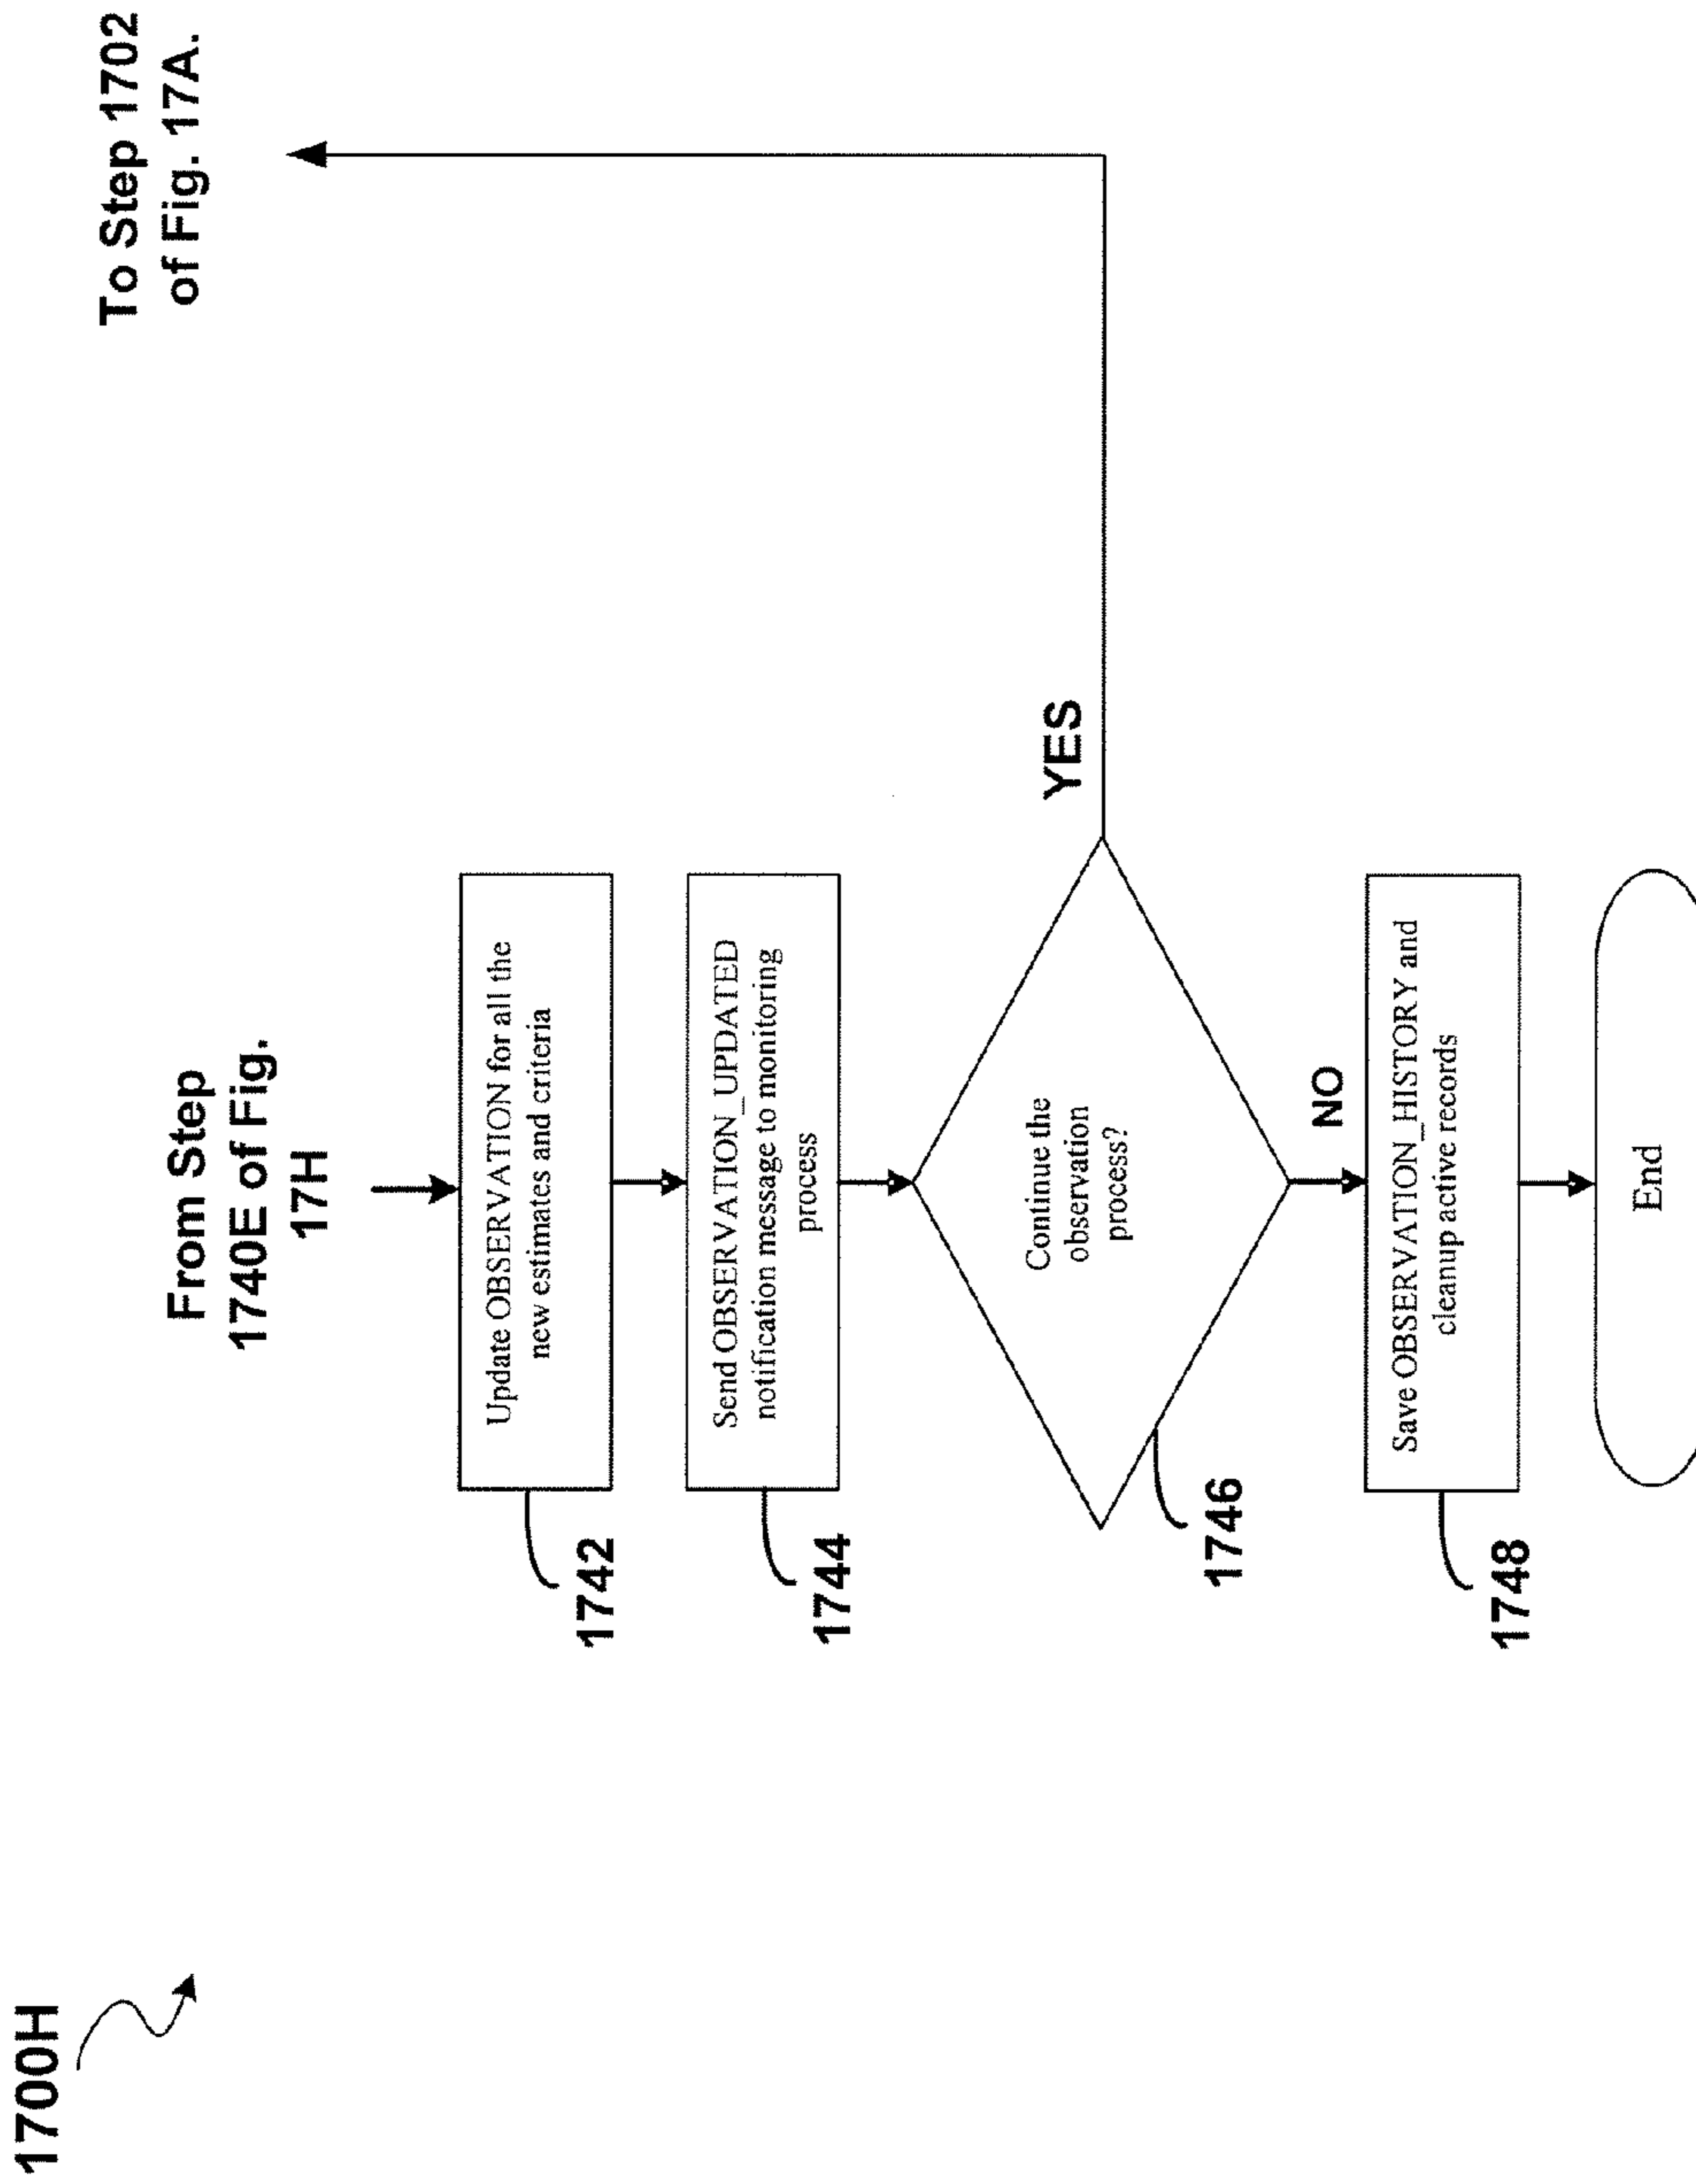 1700H
To Step 1702
of Fig. 17A.
From Step
1740E of Fig.
17H
Update OBSERVATION for all the
new estimates and criteria
1742
Send OBSERVATION_UPDATED
notification message to monitoring
process
1744
Continue the
observation
process?
YES
1746
NO
Save OBSERVATION_HISTORY and
cleanup active records
1748
End